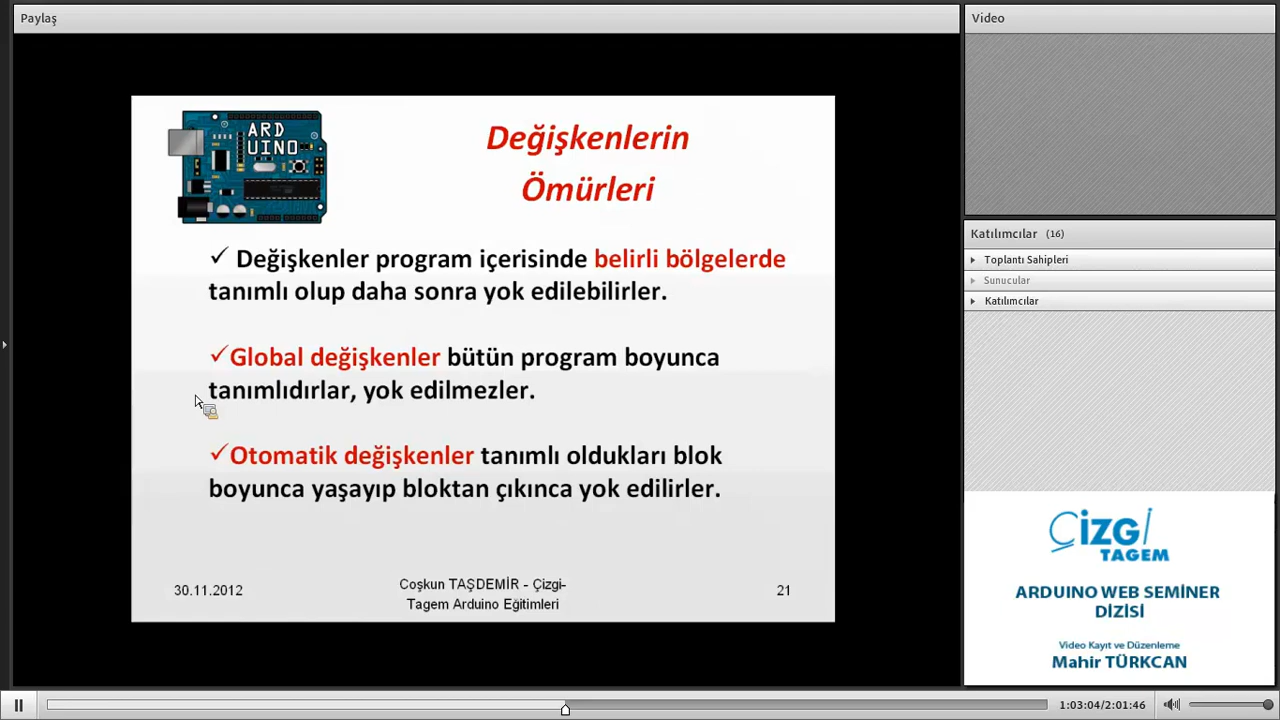 Paylaş
Video
ARD
UINO
Değişkenlerin
Ömürleri
✓ Değişkenler program içerisinde belirli bölgelerde
tanımlı olup daha sonra yok edilebilirler.
✓Global değişkenler bütün program boyunca
tanımlıdırlar, yok edilmezler.
✓Otomatik değişkenler tanımlı oldukları blok
boyunca yaşayıp bloktan çıkınca yok edilirler.
30.11.2012
Coşkun TAŞDEMİR - Çizgi-
Tagem Arduino Eğitimleri
21
Katılımcılar (16)
Toplantı Sahipleri
Sunucular
Katılımcılar
ÇİZGİ
TAGEM
ARDUINO WEB SEMİNER
DİZİSİ
Video Kayıt ve Düzenleme
Mahir TÜRKCAN
1:03:04/2:01:46